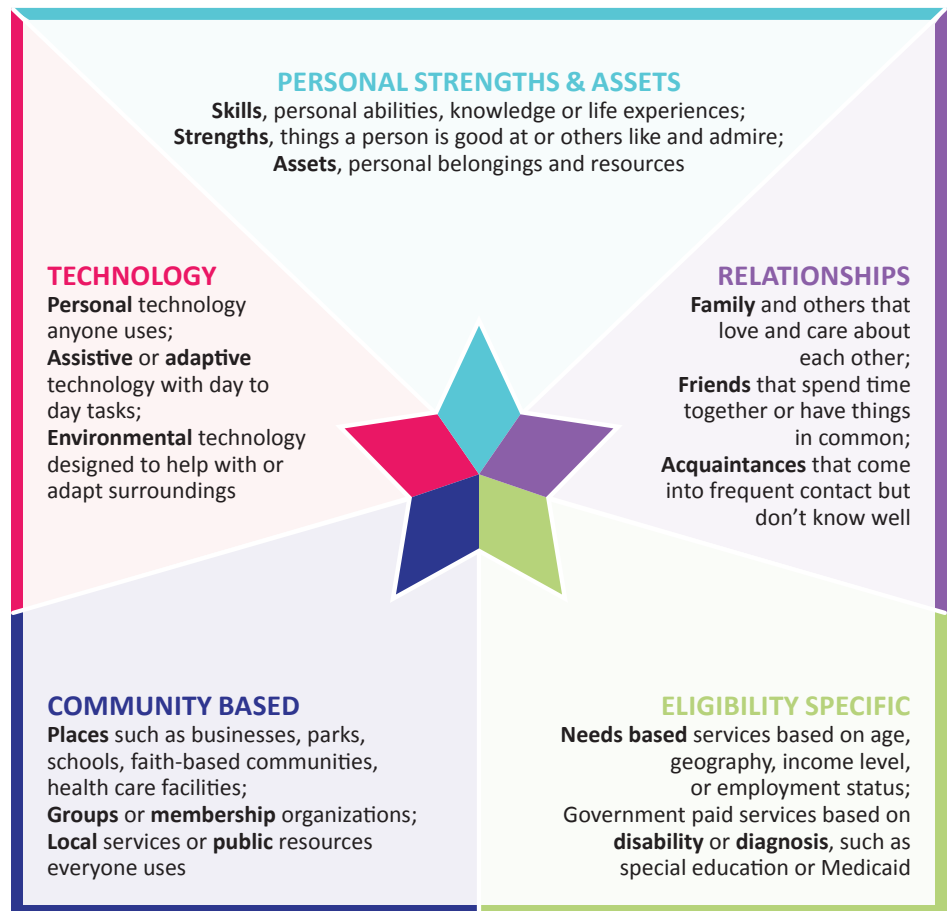 PERSONAL STRENGTHS & ASSETS
Skills, personal abilities, knowledge or life experiences;
Strengths, things a person is good at or others like and admire;
Assets, personal belongings and resources
TECHNOLOGY
Personal technology
anyone uses;
Assistive or adaptive
technology with day to
day tasks;
Environmental technology
designed to help with or
adapt surroundings
RELATIONSHIPS
Family and others that
love and care about
each other;
Friends that spend time
together or have things
in common;
Acquaintances that come
into frequent contact but
don’t know well
COMMUNITY BASED
Places such as businesses, parks,
schools, faith-based communities,
health care facilities;
Groups or membership organizations;
Local services or public resources
everyone uses
ELIGIBILITY SPECIFIC
Needs based services based on age,
geography, income level,
or employment status;
Government paid services based on
disability or diagnosis, such as
special education or Medicaid